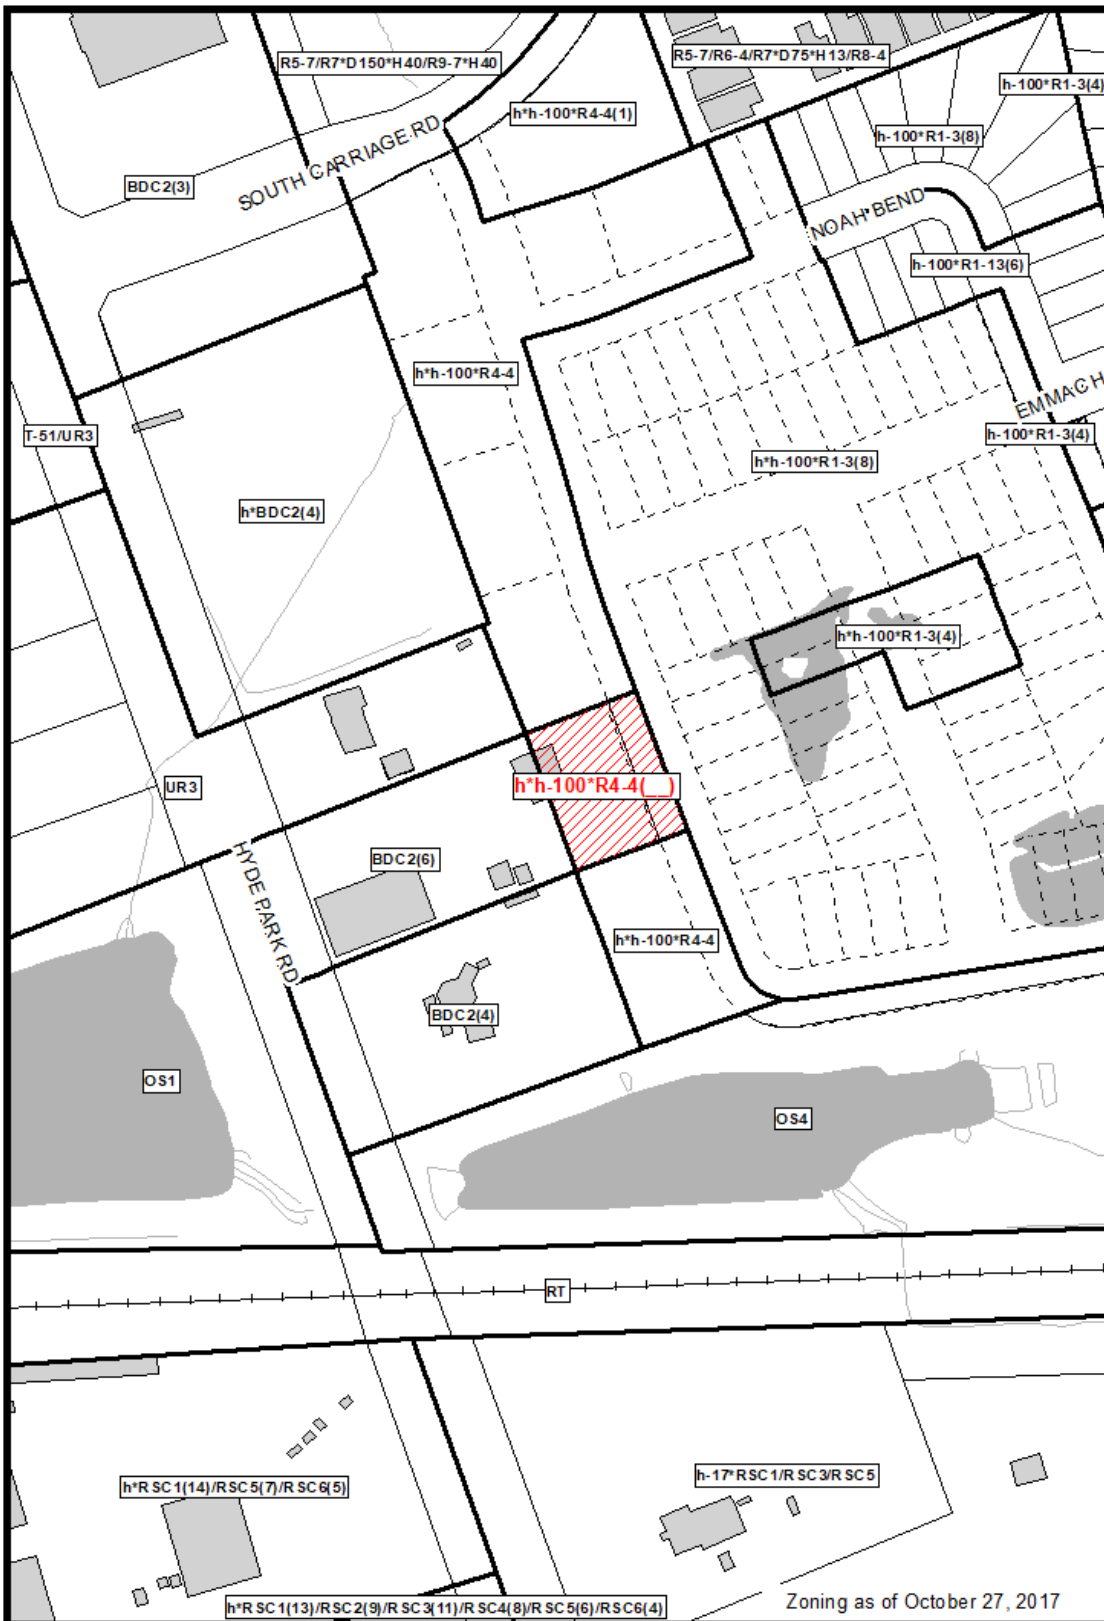 R5-7/R7*D150*H40/R9-7*H40
R5-7/R6-4/R7*D75*H13/R8-4
h-100*R1-3(4)
h*h-100*R4-4(1)
h-100*R1-3(8)
SOUTH CARRIAGE RD
BDC2(3)
NOAH BEND
h-100*R1-13(6)
h*h-100*R4-4
EMMA CH
T-51/UR3
h-100*R1-3(4)
h*h-100*R1-3(8)
h*BDC2(4)
h*h-100*R1-3(4)
h*h-100*R4-4(__)
UR3
BDC2(6)
HYDE PARK RD
h*h-100*R4-4
BDC2(4)
OS1
OS4
RT
h*RSC1(14)/RSC5(7)/RSC6(5)
h-17*RSC1/RSC3/RSC5
h*RSC1(13)/RSC2(9)/RSC3(11)/RSC4(8)/RSC5(6)/RSC6(4)
Zoning as of October 27, 2017